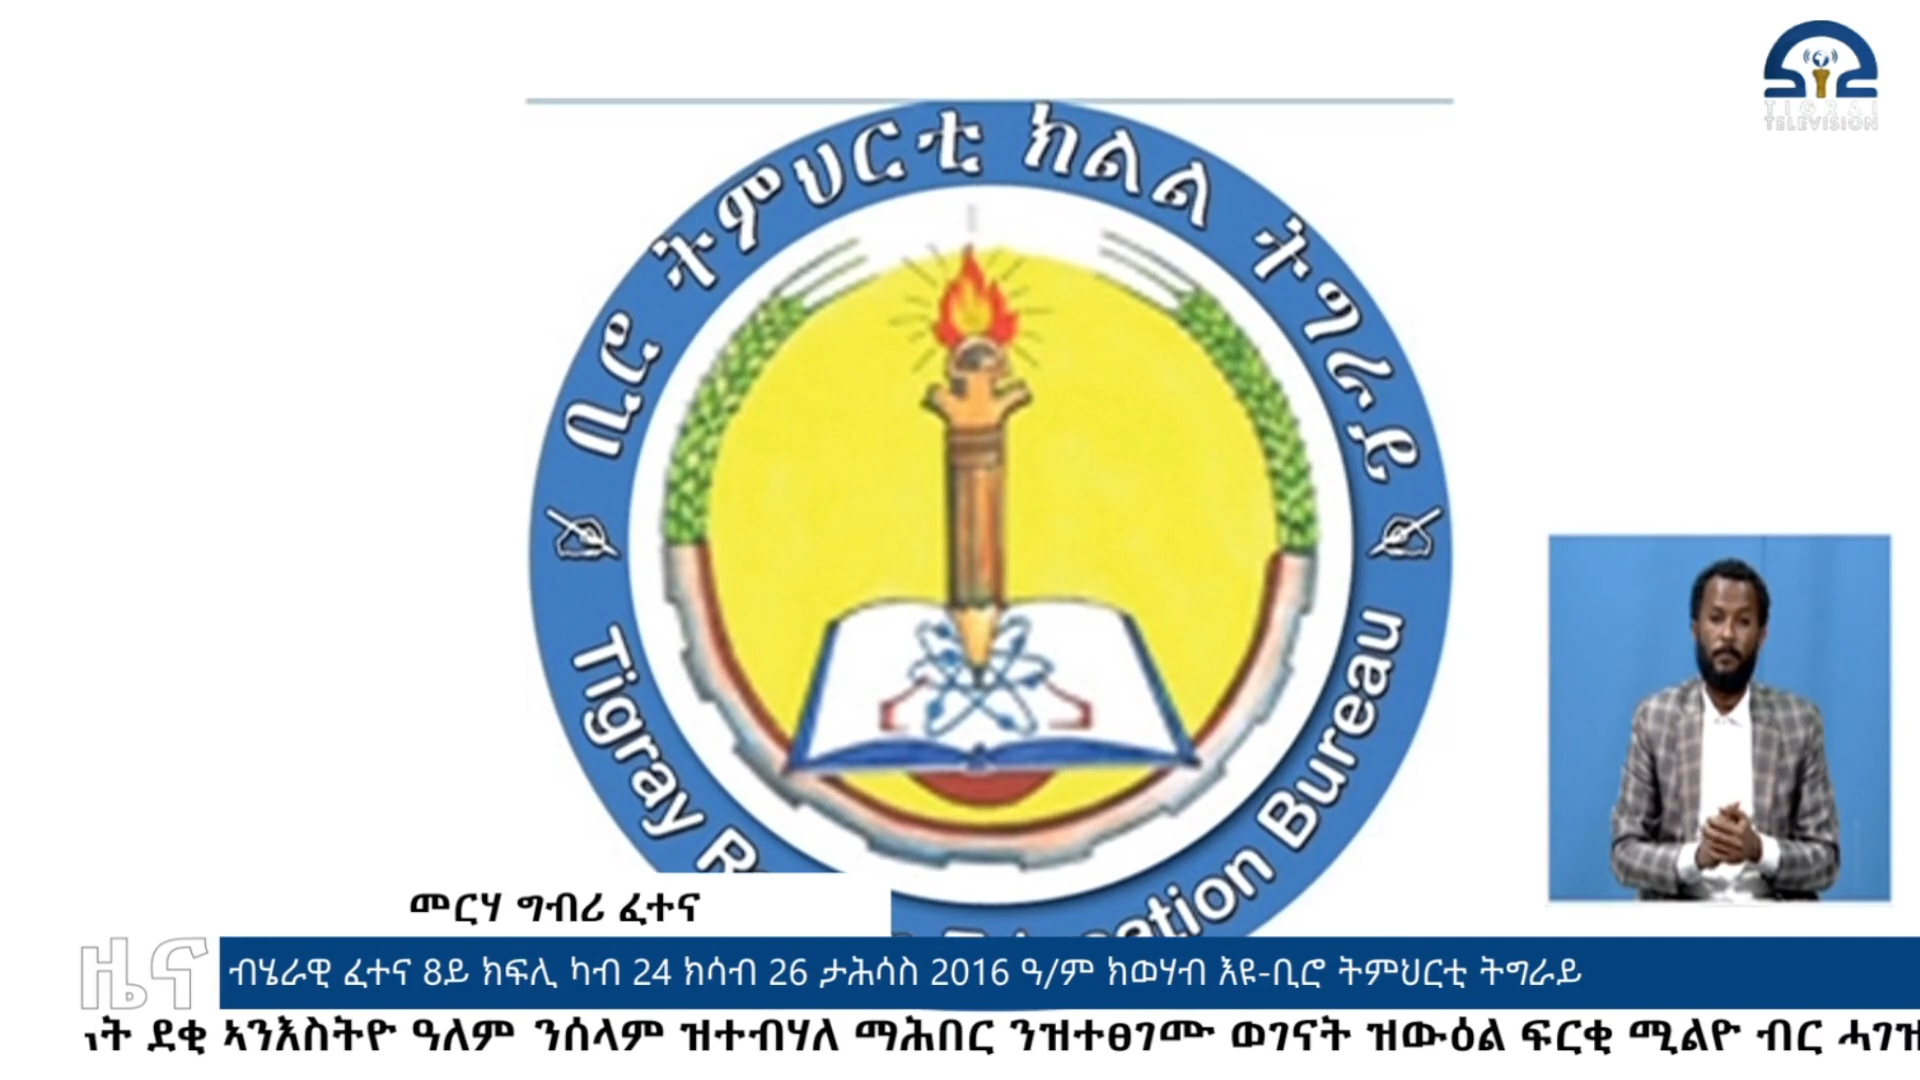 TIGRAI
TELEVISION
ቢሮ ትምህርቲ ክልል ትግራይ
Tigray
Education Bureau
መርሃ ግብሪ ፈተና
ዜና
ብሄራዊ ፈተና 8ይ ክፍሊ ካብ 24 ክሳብ 26 ታሕሳስ 2016 ዓ/ም ክወሃብ እዩ-ቢሮ ትምህርቲ ትግራይ
ደቂ ኣንእስትዮ ዓለም ንሰላም ዝተብሃለ ማሕበር ንዝተፀገሙ ወገናት ዝውዕል ፍርቂ ሚልዮ ብር ሓገዝ